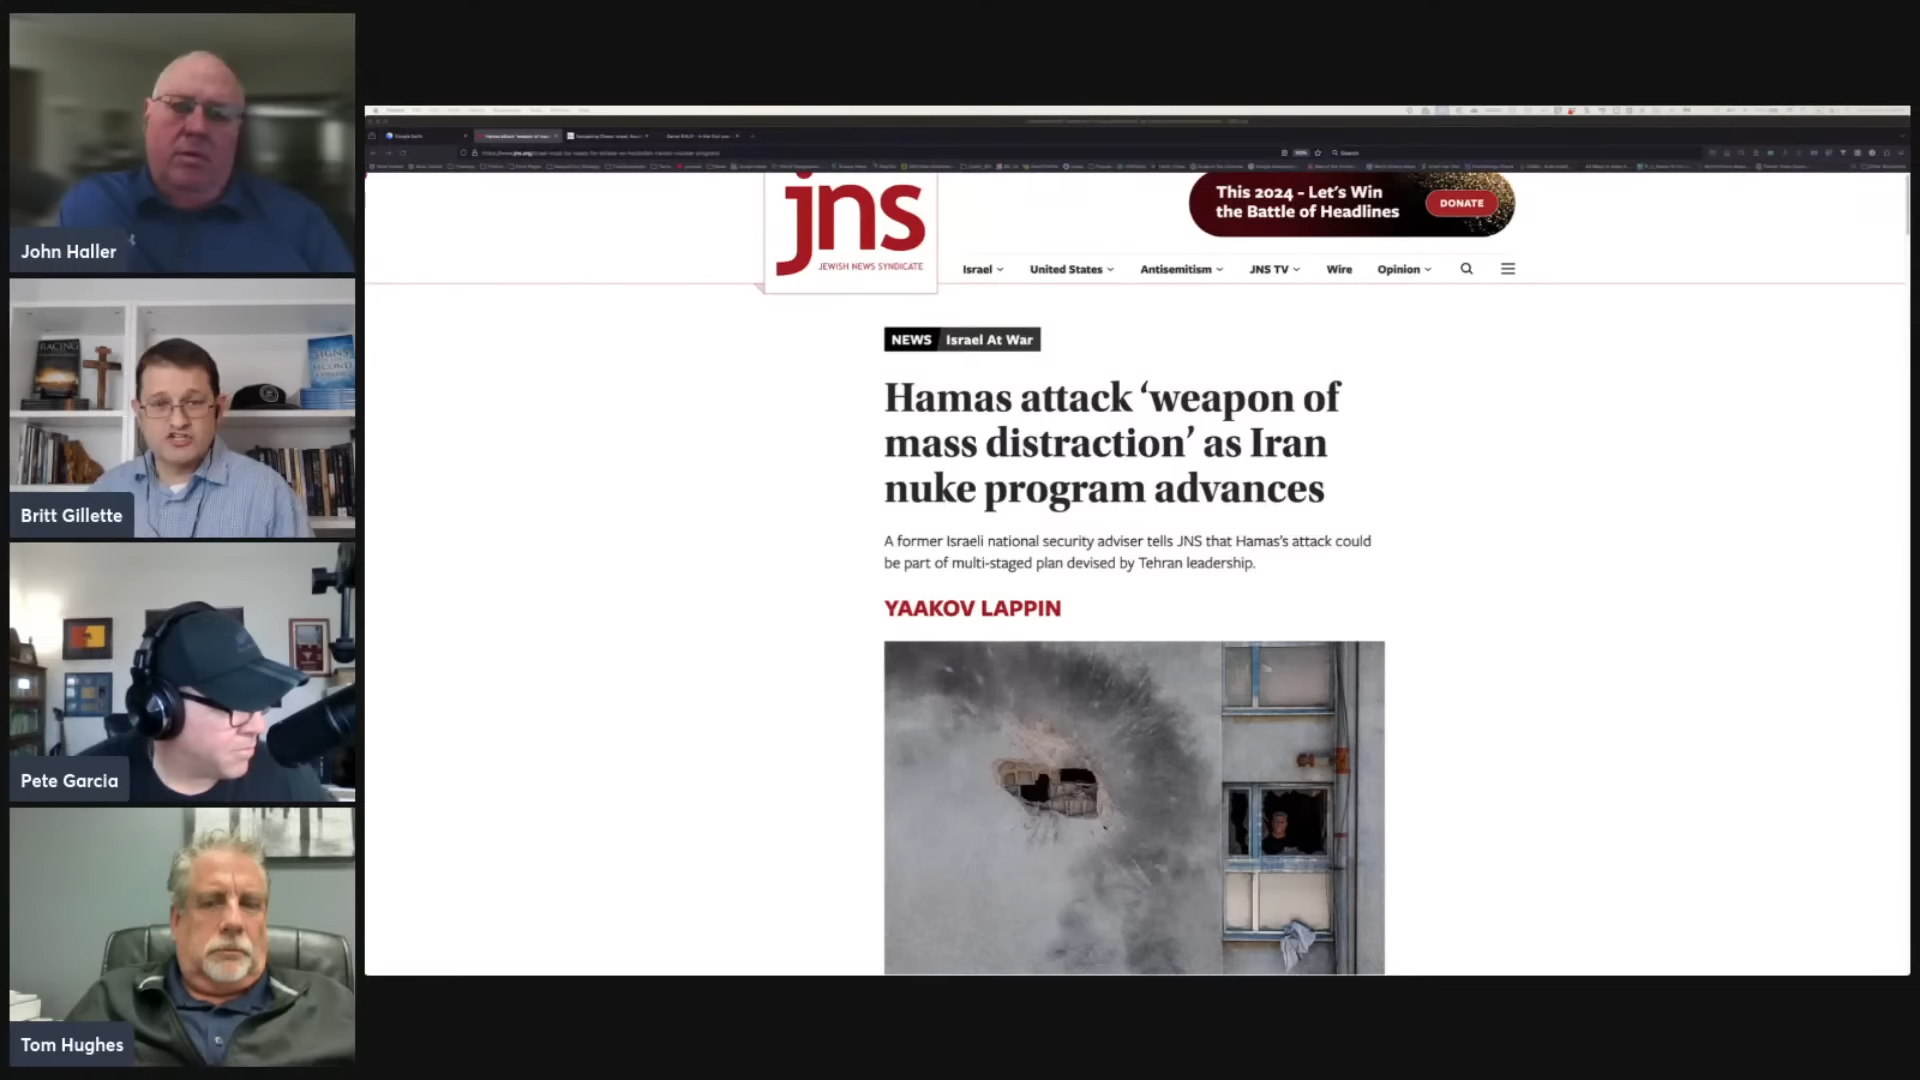 John Haller
RACING
SIGNS
SECOND
Britt Gillette
Pete Garcia
Tom Hughes
jns
JEWISH NEWS SYNDICATE
This 2024 - Let's Win
the Battle of Headlines
DONATE
Israel
United States
Antisemitism
JNS TV
Wire
Opinion
NEWS Israel At War
Hamas attack ‘weapon of
mass distraction’ as Iran
nuke program advances
A former Israeli national security adviser tells JNS that Hamas's attack could
be part of multi-staged plan devised by Tehran leadership.
YAAKOV LAPPIN